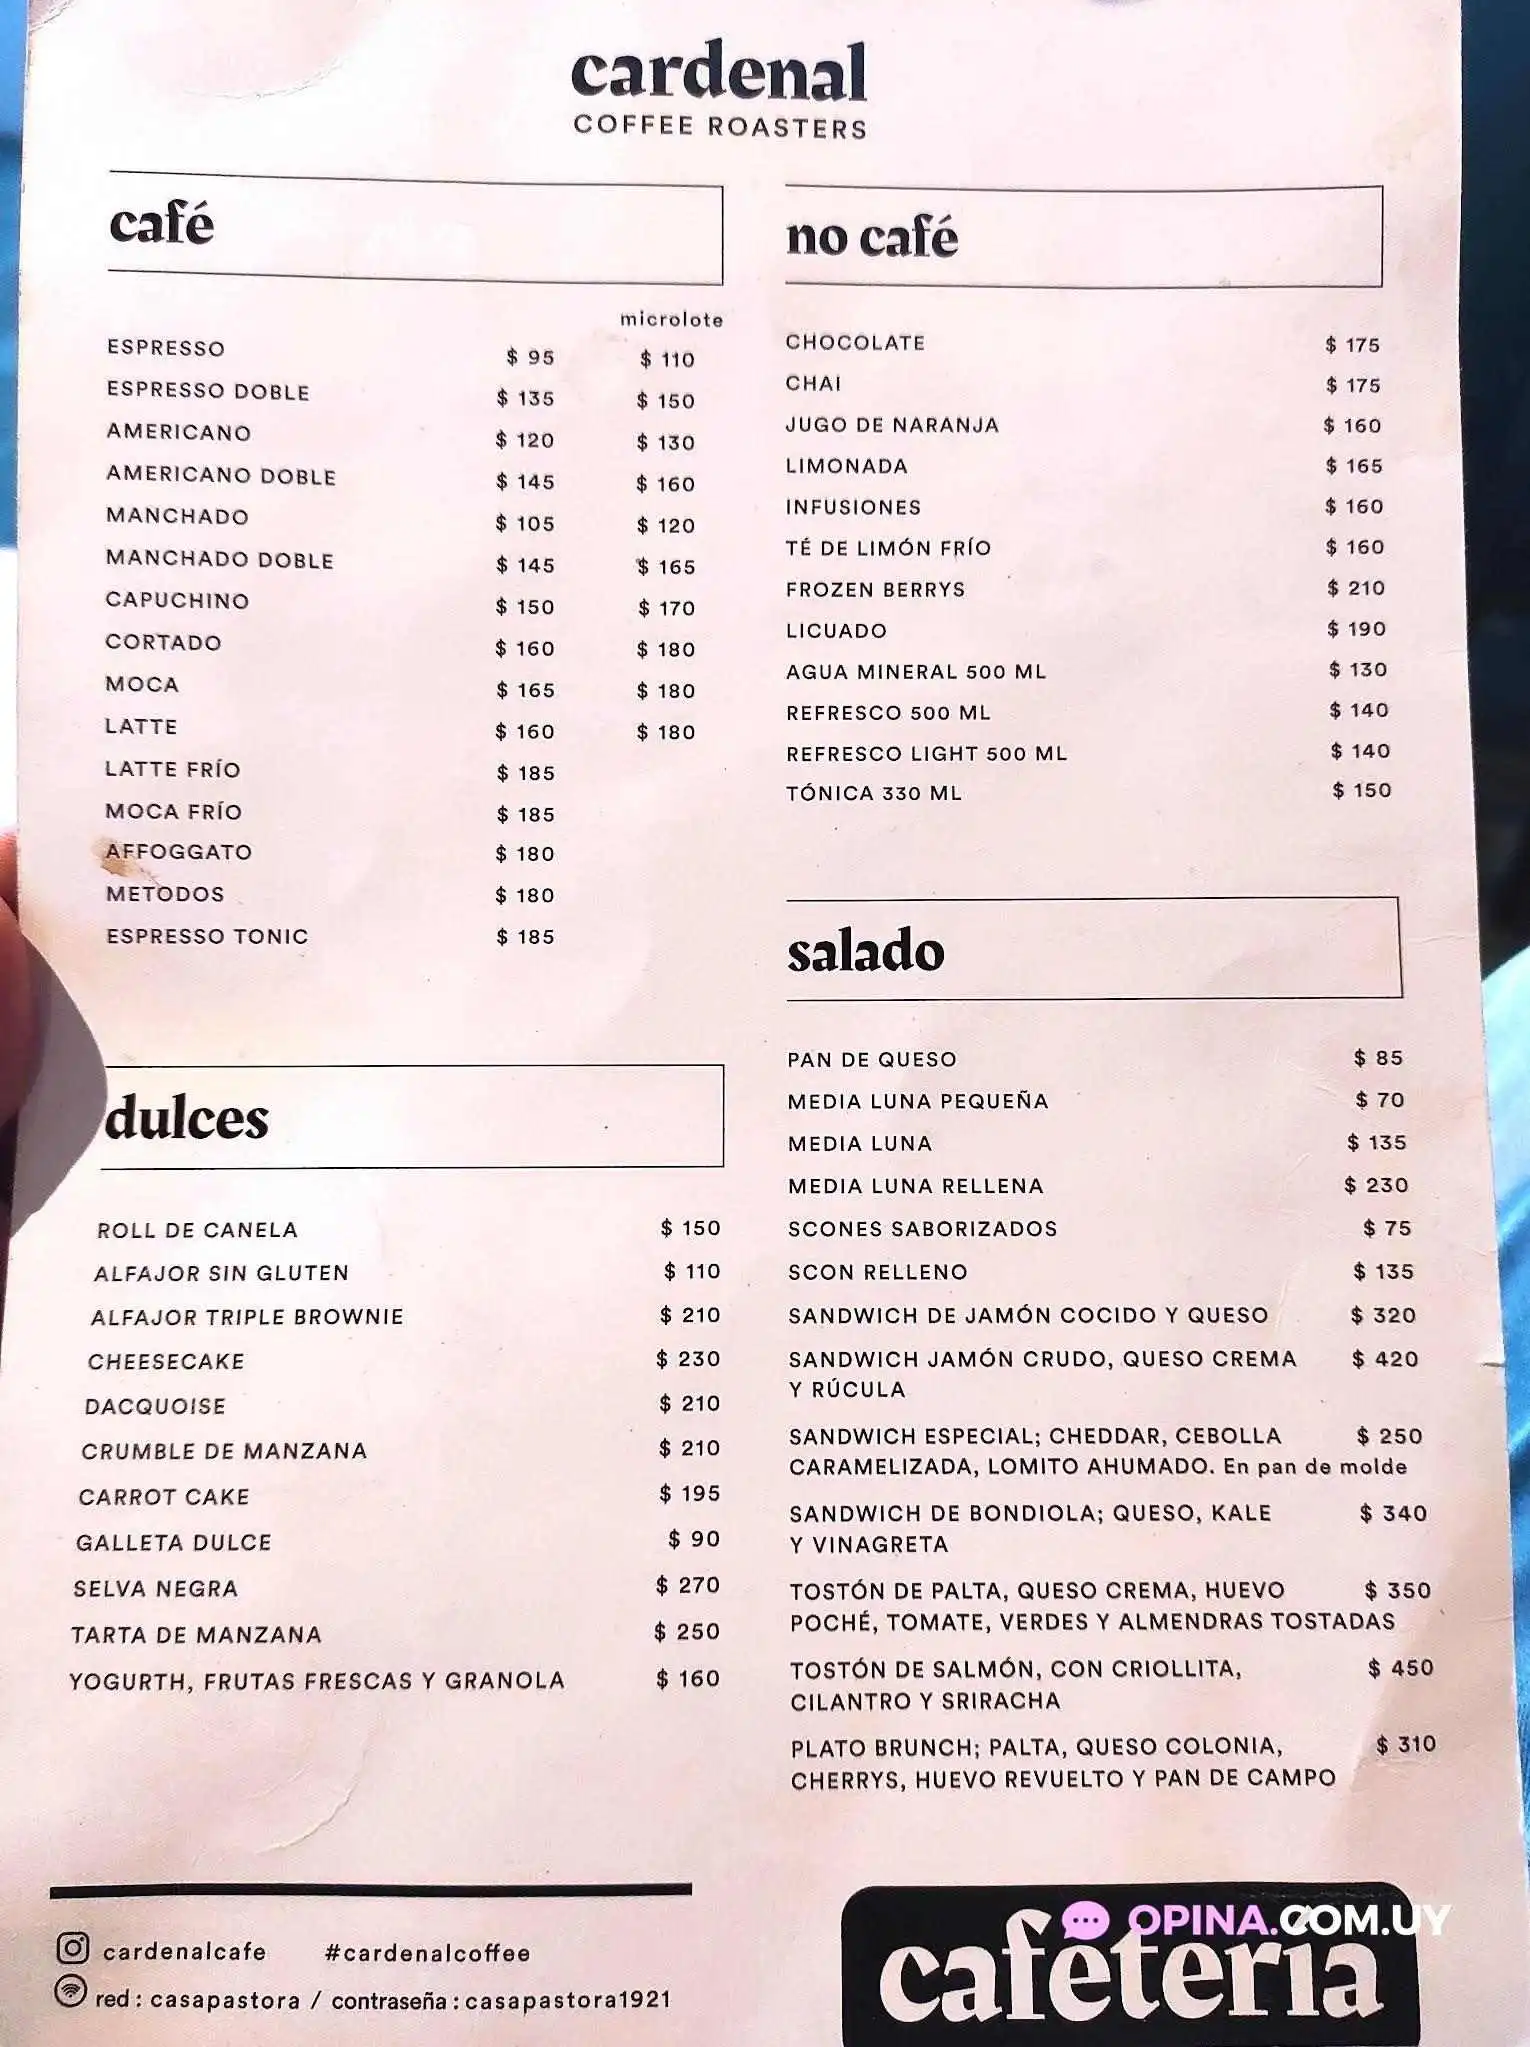 cardenal
COFFEE ROASTERS
café
microlote
ESPRESSO $ 95 $ 110
ESPRESSO DOBLE $ 135 $ 150
AMERICANO $ 120 $ 130
AMERICANO DOBLE $ 145 $ 160
MANCHADO $ 105 $ 120
MANCHADO DOBLE $ 145 $ 165
CAPUCHINO $ 150 $ 170
CORTADO $ 160 $ 180
MOCA $ 165 $ 180
LATTE $ 160 $ 180
LATTE FRÍO $ 185
MOCA FRÍO $ 185
AFFOGGATO $ 180
METODOS $ 180
ESPRESSO TONIC $ 185
dulces
ROLL DE CANELA $ 150
ALFAJOR SIN GLUTEN $ 110
ALFAJOR TRIPLE BROWNIE $ 210
CHEESECAKE $ 230
DACQUOISE $ 210
CRUMBLE DE MANZANA $ 210
CARROT CAKE $ 195
GALLETA DULCE $ 90
SELVA NEGRA $ 270
TARTA DE MANZANA $ 250
YOGURTH, FRUTAS FRESCAS Y GRANOLA $ 160
no café
CHOCOLATE $ 175
CHAI $ 175
JUGO DE NARANJA $ 160
LIMONADA $ 165
INFUSIONES $ 160
TÉ DE LIMÓN FRÍO $ 160
FROZEN BERRYS $ 210
LICUADO $ 190
AGUA MINERAL 500 ML $ 130
REFRESCO 500 ML $ 140
REFRESCO LIGHT 500 ML $ 140
TÓNICA 330 ML $ 150
salado
PAN DE QUESO $ 85
MEDIA LUNA PEQUEÑA $ 70
MEDIA LUNA $ 135
MEDIA LUNA RELLENA $ 230
SCONES SABORIZADOS $ 75
SCON RELLENO $ 135
SANDWICH DE JAMÓN COCIDO Y QUESO $ 320
SANDWICH JAMÓN CRUDO, QUESO CREMA $ 420
Y RÚCULA
SANDWICH ESPECIAL; CHEDDAR, CEBOLLA $ 250
CARAMELIZADA, LOMITO AHUMADO. En pan de molde
SANDWICH DE BONDIOLA; QUESO, KALE $ 340
Y VINAGRETA
TOSTÓN DE PALTA, QUESO CREMA, HUEVO $ 350
POCHÉ, TOMATE, VERDES Y ALMENDRAS TOSTADAS
TOSTÓN DE SALMÓN, CON CRIOLLITA, $ 450
CILANTRO Y SRIRACHA
PLATO BRUNCH; PALTA, QUESO COLONIA, $ 310
CHERRYS, HUEVO REVUELTO Y PAN DE CAMPO
cardenalcafe #cardenalcoffee
red: casapastora / contraseña: casapastora1921
OPINA.COM.UY
cafetería